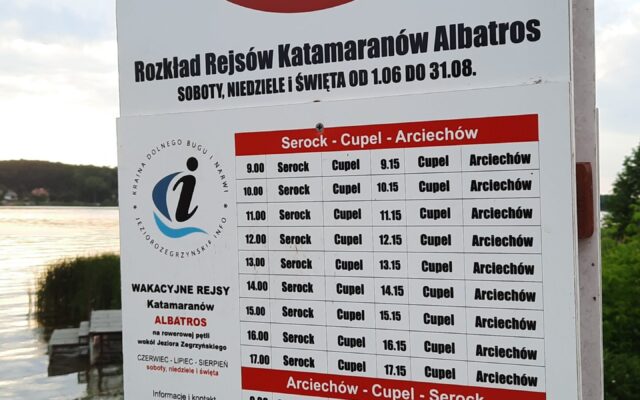 Rozkład Rejsów Katamaranów Albatros
SOBOTY, NIEDZIELE i ŚWIĘTA OD 1.06 DO 31.08.
KRAINA DOLNEGO BUGU I NARWI
i
JEZIOROZEGRZYNSKIE.INFO
WAKACYJNE REJSY
Katamaranów
ALBATROS
na rowerowej pętli
wokół Jeziora Zegrzyńskiego
CZERWIEC - LIPIEC - SIERPIEŃ
soboty, niedziele i święta
Informacje i kontakt
Serock - Cupel - Arciechów
9.00 Serock Cupel 9.15 Cupel Arciechów
10.00 Serock Cupel 10.15 Cupel Arciechów
11.00 Serock Cupel 11.15 Cupel Arciechów
12.00 Serock Cupel 12.15 Cupel Arciechów
13.00 Serock Cupel 13.15 Cupel Arciechów
14.00 Serock Cupel 14.15 Cupel Arciechów
15.00 Serock Cupel 15.15 Cupel Arciechów
16.00 Serock Cupel 16.15 Cupel Arciechów
17.00 Serock Cupel 17.15 Cupel Arciechów
Arciechów - Cupel - Serock